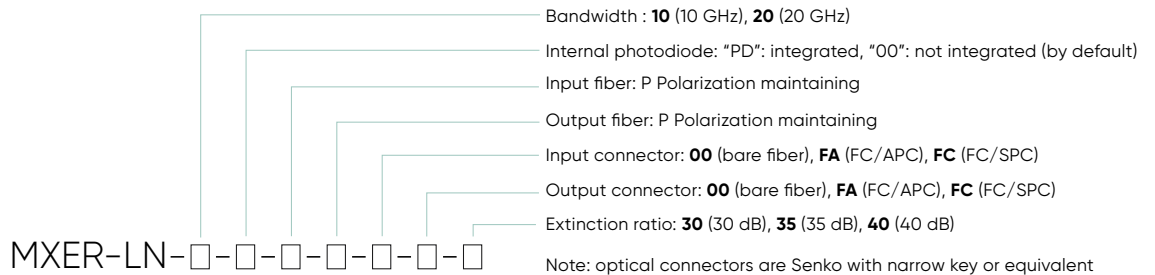 Bandwidth : 10 (10 GHz), 20 (20 GHz)
Internal photodiode: “PD”: integrated, “00”: not integrated (by default)
Input fiber: P Polarization maintaining
Output fiber: P Polarization maintaining
Input connector: 00 (bare fiber), FA (FC/APC), FC (FC/SPC)
Output connector: 00 (bare fiber), FA (FC/APC), FC (FC/SPC)
Extinction ratio: 30 (30 dB), 35 (35 dB), 40 (40 dB)
MXER-LN-□-□-□-□-□-□-□
Note: optical connectors are Senko with narrow key or equivalent